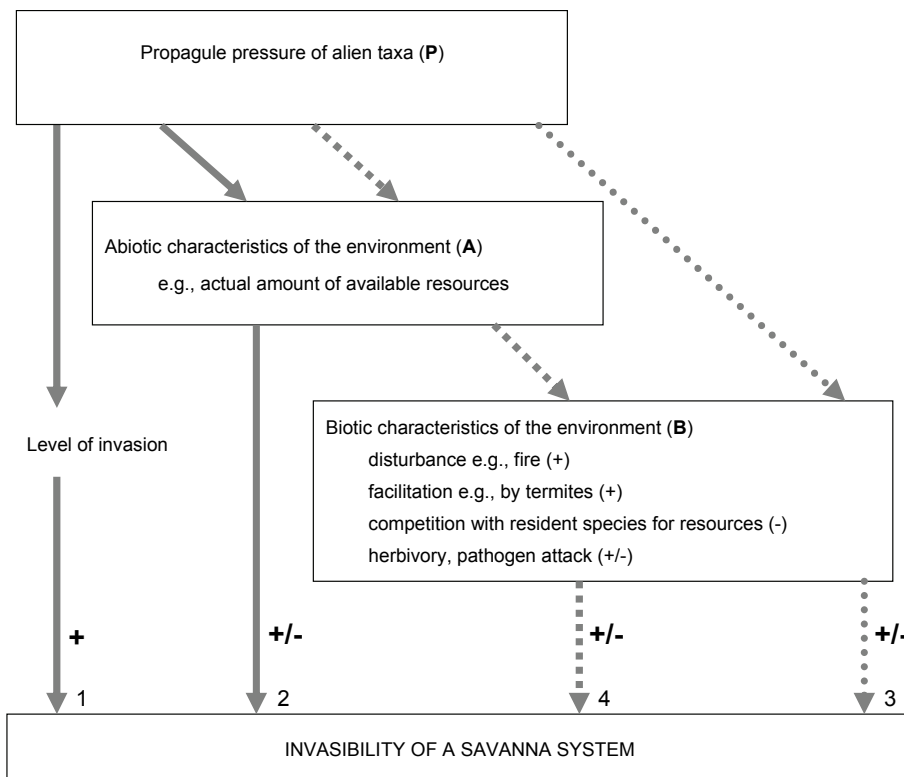 Propagule pressure of alien taxa (P)
Abiotic characteristics of the environment (A)
e.g., actual amount of available resources
Biotic characteristics of the environment (B)
disturbance e.g., fire (+)
facilitation e.g., by termites (+)
competition with resident species for resources (-)
herbivory, pathogen attack (+/-)
Level of invasion
+ +/- +/- +/-
1 2 4 3
INVASIBILITY OF A SAVANNA SYSTEM